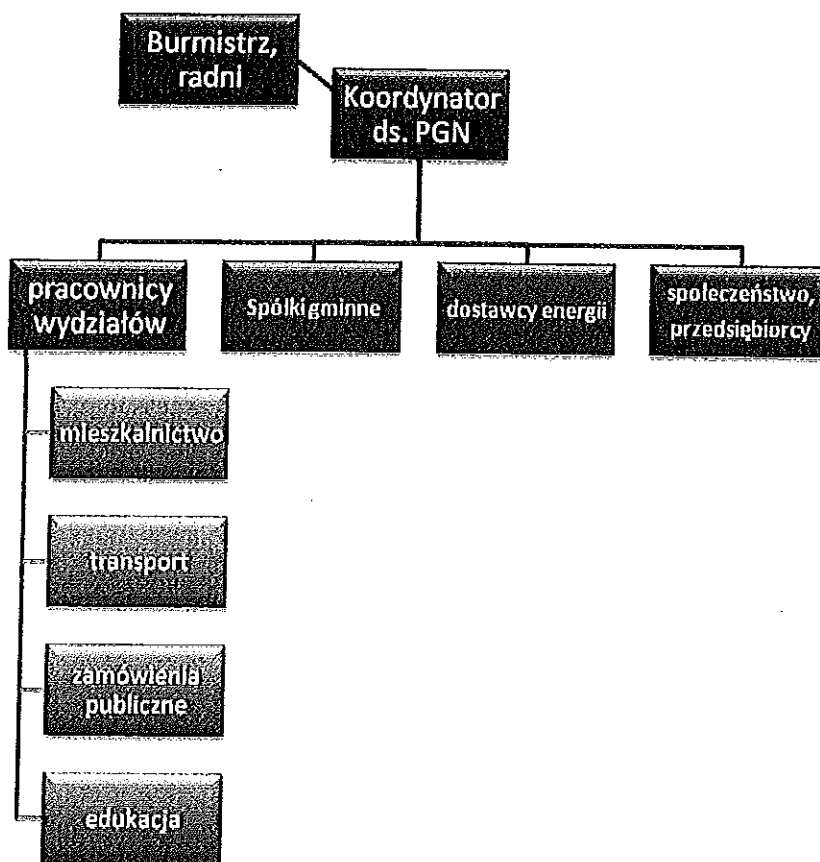 Burmistrz,
radni
Koordynator
ds. PGN
pracownicy
wydziałów
Spółki gminne
dostawcy energii
społeczeństwo,
przedsiębiorcy
mieszkalnictwo
transport
zamówienia
publiczne
edukacja